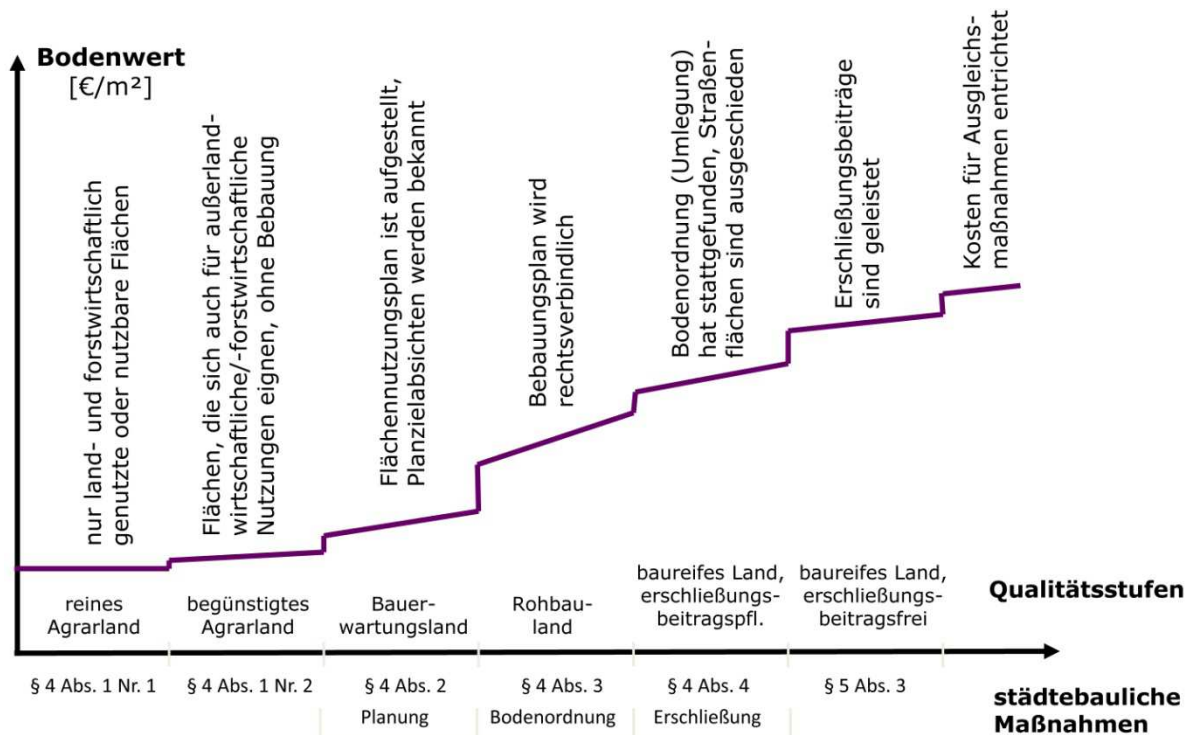 Bodenwert
[€/m²]
nur land- und forstwirtschaftlich
genutzte oder nutzbare Flächen
Flächen, die sich auch für außerland-
wirtschaftliche/-forstwirtschaftliche
Nutzungen eignen, ohne Bebauung
Flächennutzungsplan ist aufgestellt,
Planzielabsichten werden bekannt
Bebauungsplan wird
rechtsverbindlich
Bodenordnung (Umlegung)
hat stattgefunden, Straßen-
flächen sind ausgeschieden
Erschließungsbeiträge
sind geleistet
Kosten für Ausgleichs-
maßnahmen entrichtet
reines
Agrarland
begünstigtes
Agrarland
Bauer-
wartungsland
Rohbau-
land
baureifes Land,
erschließungs-
beitragspfl.
baureifes Land,
erschließungs-
beitragsfrei
Qualitätsstufen
§ 4 Abs. 1 Nr. 1
§ 4 Abs. 1 Nr. 2
§ 4 Abs. 2
§ 4 Abs. 3
§ 4 Abs. 4
§ 5 Abs. 3
Planung
Bodenordnung
Erschließung
städtebauliche
Maßnahmen